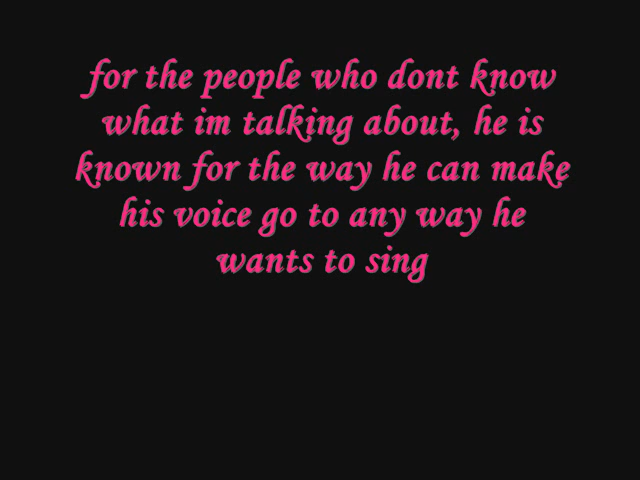 for the people who dont know
what im talking about, he is
known for the way he can make
his voice go to any way he
wants to sing